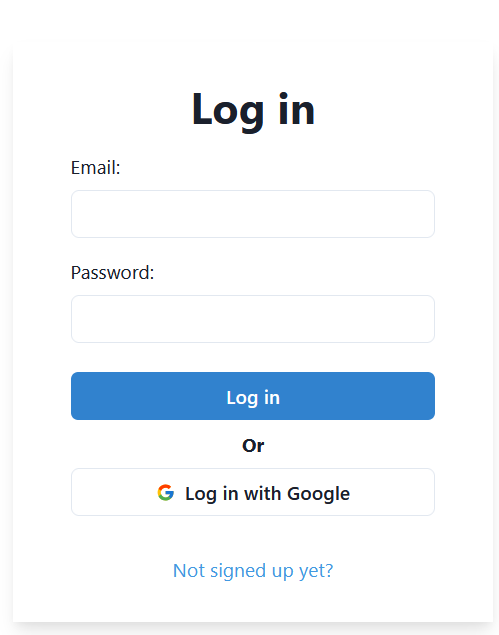 Log in
Email:
Password:
Log in
Or
Log in with Google
Not signed up yet?